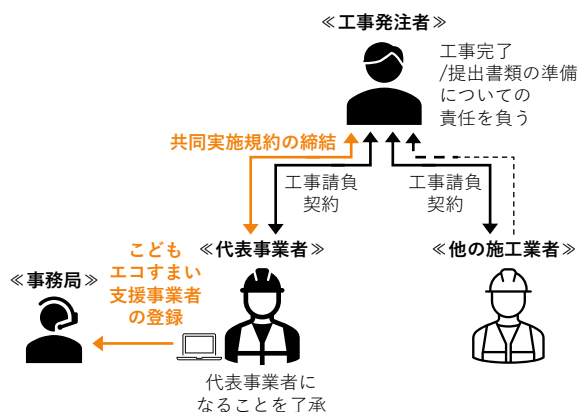 ≪工事発注者≫
工事完了
/提出書類の準備
についての
責任を負う
共同実施規約の締結
工事請負
契約
工事請負
契約
こども
エコすまい
支援事業者
の登録
≪代表事業者≫
≪他の施工業者≫
≪事務局≫
代表事業者に
なることを了承